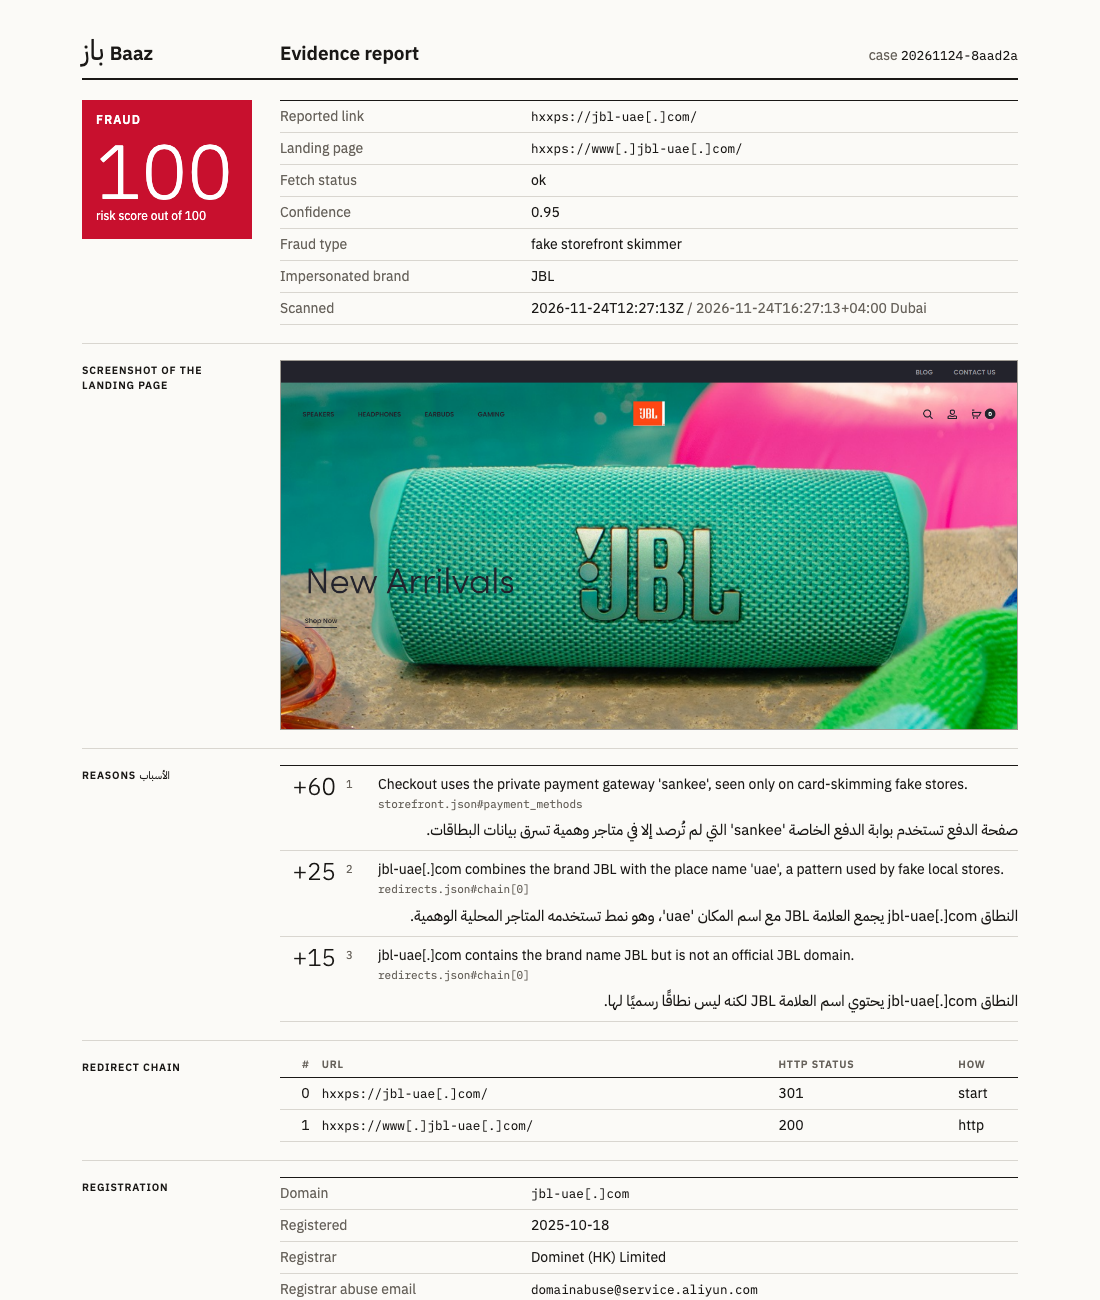 باز Baaz
Evidence report
case 20261124-8aad2a
FRAUD
100
risk score out of 100
Reported link hxxps://jbl-uae[.]com/
Landing page hxxps://www[.]jbl-uae[.]com/
Fetch status ok
Confidence 0.95
Fraud type fake storefront skimmer
Impersonated brand JBL
Scanned 2026-11-24T12:27:13Z / 2026-11-24T16:27:13+04:00 Dubai
SCREENSHOT OF THE
LANDING PAGE
BLOG CONTACT US
SPEAKERS HEADPHONES EARBUDS GAMING JBL 0
JBL
New Arrilvals
Shop Now
REASONS الأسباب
+60 1 Checkout uses the private payment gateway 'sankee', seen only on card-skimming fake stores.
storefront.json#payment_methods
صفحة الدفع تستخدم بوابة الدفع الخاصة 'sankee' التي لم تُرصد إلا في متاجر وهمية تسرق بيانات البطاقات.
+25 2 jbl-uae[.]com combines the brand JBL with the place name 'uae', a pattern used by fake local stores.
redirects.json#chain[0]
النطاق jbl-uae[.]com يجمع العلامة JBL مع اسم المكان 'uae'، وهو نمط تستخدمه المتاجر المحلية الوهمية.
+15 3 jbl-uae[.]com contains the brand name JBL but is not an official JBL domain.
redirects.json#chain[0]
النطاق jbl-uae[.]com يحتوي اسم العلامة JBL لكنه ليس نطاقًا رسميًا لها.
REDIRECT CHAIN
# URL HTTP STATUS HOW
0 hxxps://jbl-uae[.]com/ 301 start
1 hxxps://www[.]jbl-uae[.]com/ 200 http
REGISTRATION
Domain jbl-uae[.]com
Registered 2025-10-18
Registrar Dominet (HK) Limited
Registrar abuse email domainabuse@service.aliyun.com